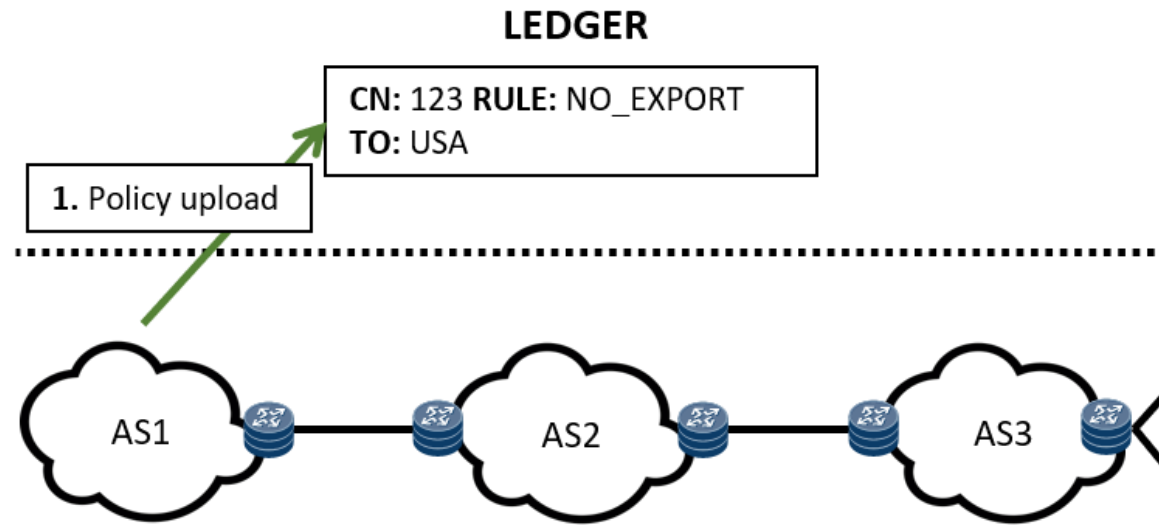 LEDGER
CN: 123 RULE: NO_EXPORT
TO: USA
1. Policy upload
AS1
AS2
AS3